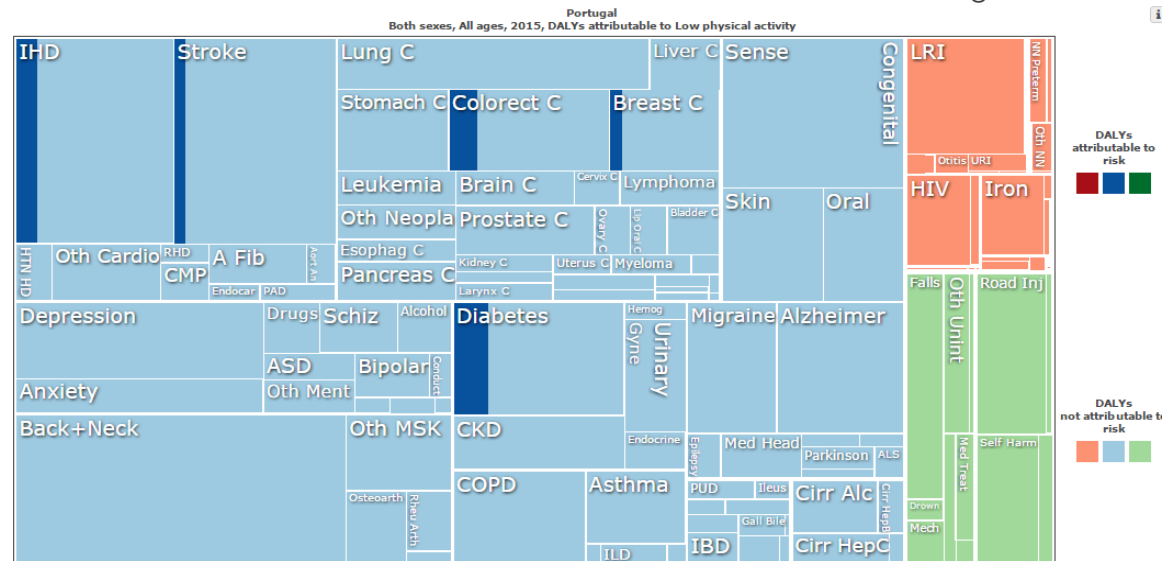 Portugal
Both sexes, All ages, 2015, DALYs attributable to Low physical activity
i
IHD
Stroke
Lung C
Liver C
Sense
Congenital
LRI
NN Preterm
Stomach C
Colorect C
Breast C
Oth NN
Otitis
URI
Leukemia
Brain C
Cervix C
Lymphoma
HIV
Iron
Skin
Oral
Oth Neopla
Prostate C
Ovary C
Lip Oral C
Bladder C
HTN HD
Oth Cardio
RHD
A Fib
Aort An
Esophag C
CMP
Pancreas C
Kidney C
Uterus C
Myeloma
Endocar
PAD
Larynx C
Falls
Oth Unint
Road Inj
Depression
Drugs
Schiz
Alcohol
Diabetes
Hemog
Gyne
Urinary
Migraine
Alzheimer
ASD
Bipolar
Conduct
Anxiety
Oth Ment
Back+Neck
Oth MSK
CKD
Endocrine
Epilepsy
Med Head
Parkinson
ALS
Med Treat
Self Harm
COPD
Asthma
PUD
Ileus
Cirr Alc
Cirr HepB
Osteoarth
Rheu Arth
Gall Bile
Drown
Mech
ILD
IBD
Cirr HepC
DALYs
attributable to
risk
DALYs
not attributable to
risk